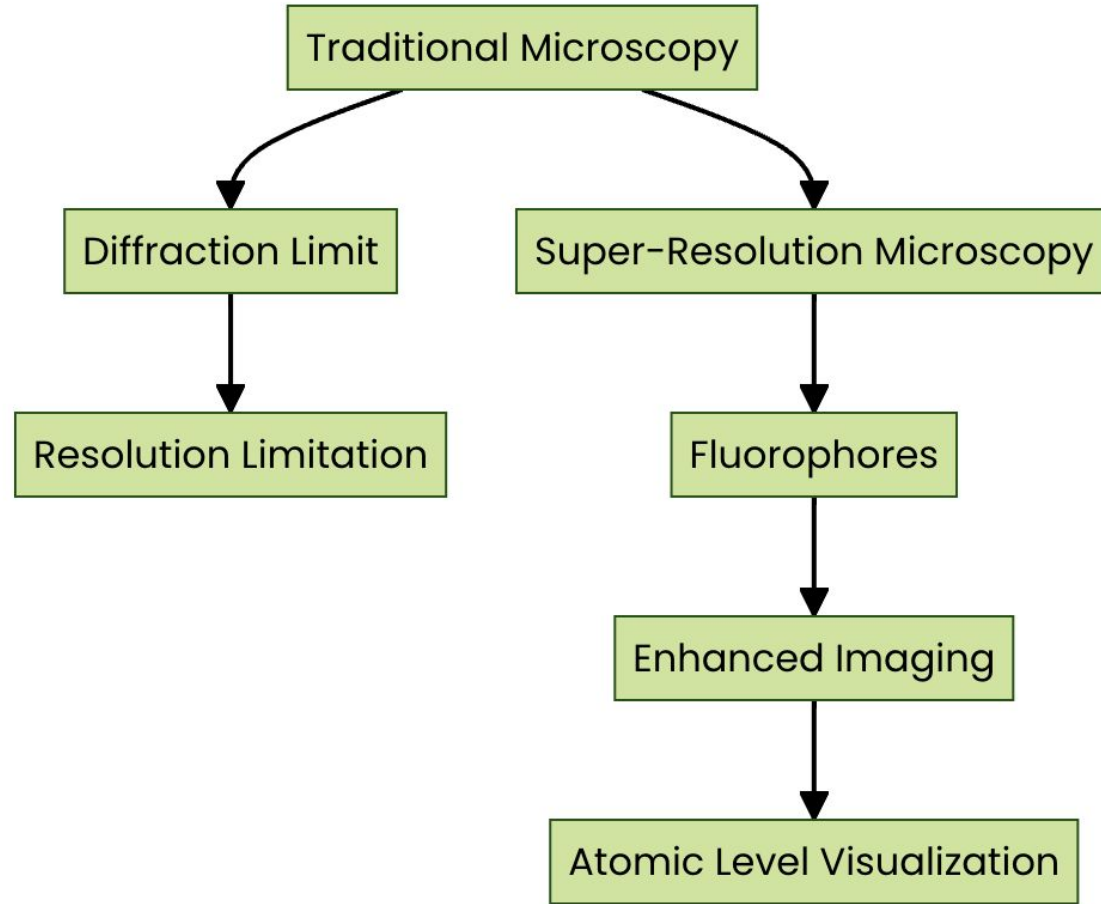 Traditional Microscopy
Diffraction Limit
Super-Resolution Microscopy
Resolution Limitation
Fluorophores
Enhanced Imaging
Atomic Level Visualization